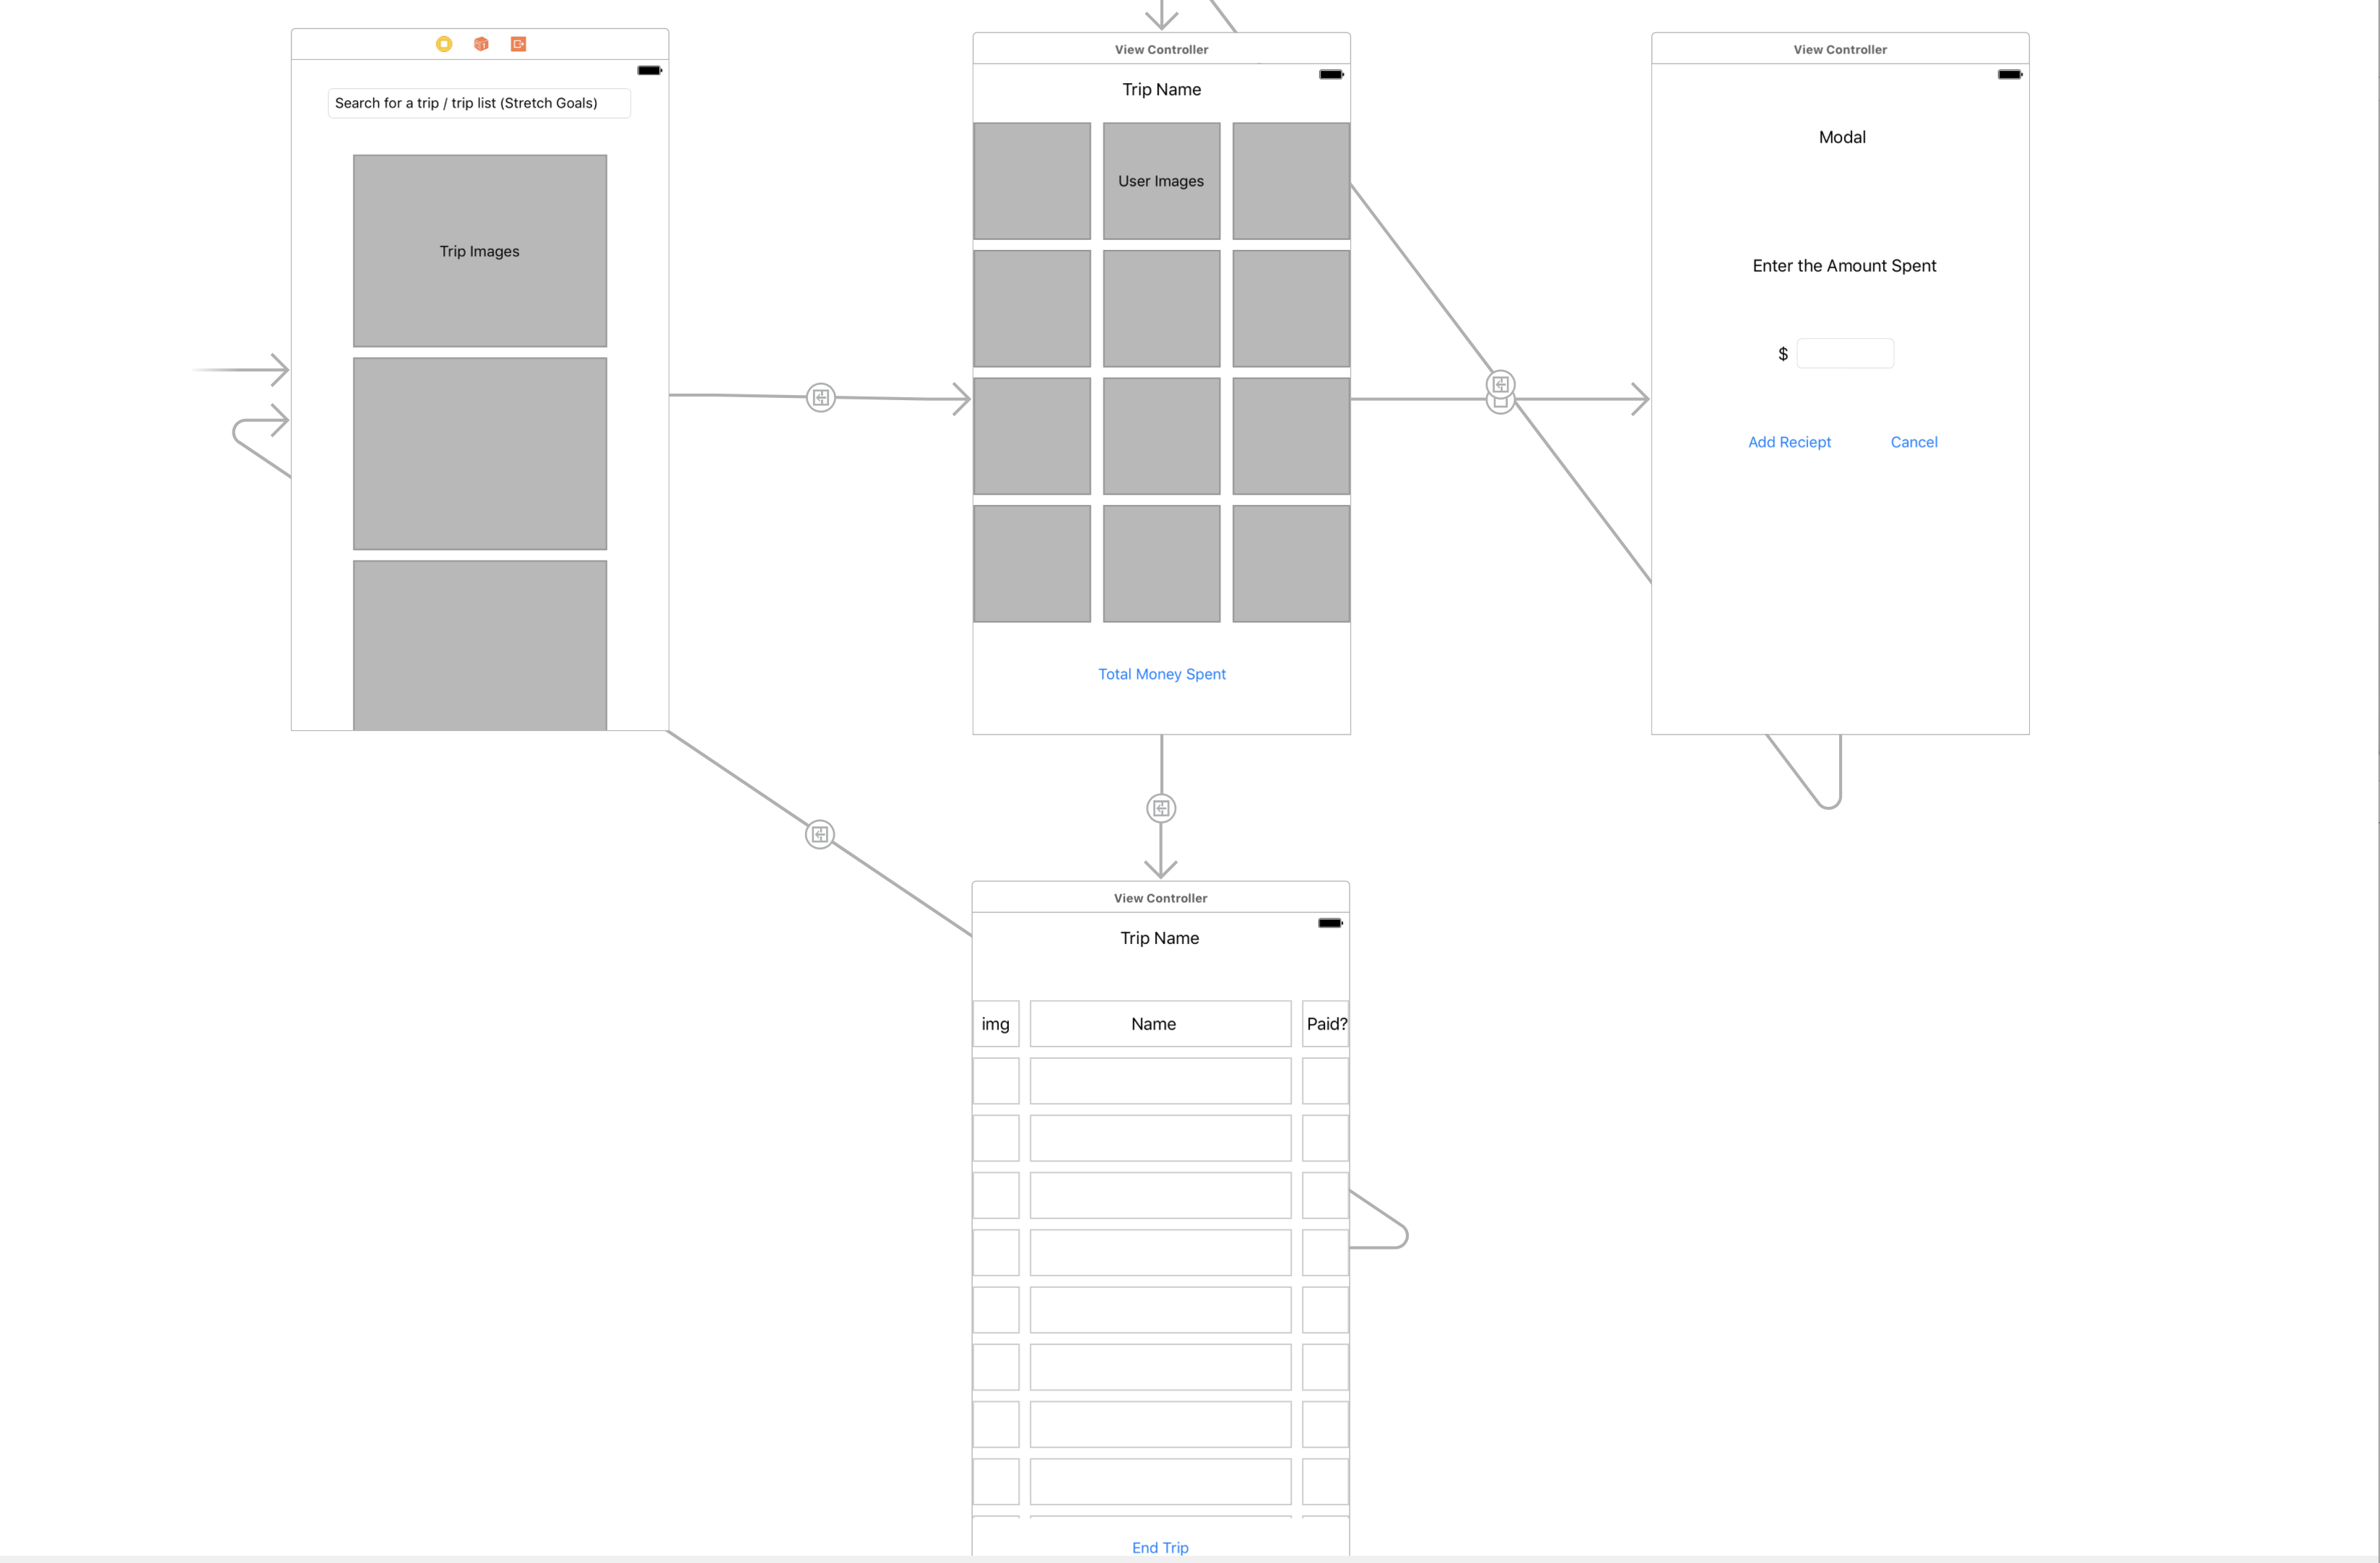 Search for a trip / trip list (Stretch Goals)
Trip Images
View Controller
Trip Name
User Images
Total Money Spent
View Controller
Modal
Enter the Amount Spent
$
Add Reciept Cancel
View Controller
Trip Name
img Name Paid?
End Trip